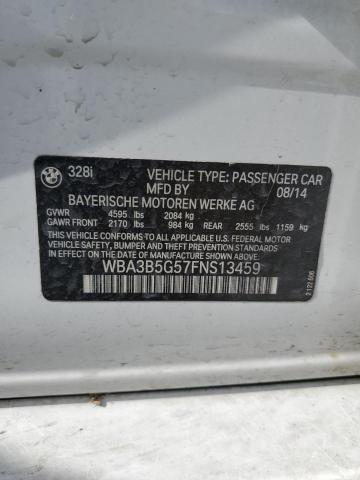 BMW
328i VEHICLE TYPE: PASSENGER CAR
MFD BY 08/14
BAYERISCHE MOTOREN WERKE AG
GVWR 4595 lbs 2084 kg
GAWR FRONT 2170 lbs 984 kg REAR 2555 lbs 1159 kg
THIS VEHICLE CONFORMS TO ALL APPLICABLE U.S. FEDERAL MOTOR
VEHICLE SAFETY, BUMPER, AND THEFT PREVENTION STANDARDS
IN EFFECT ON THE DATE OF MANUFACTURE SHOWN ABOVE.
WBA3B5G57FNS13459